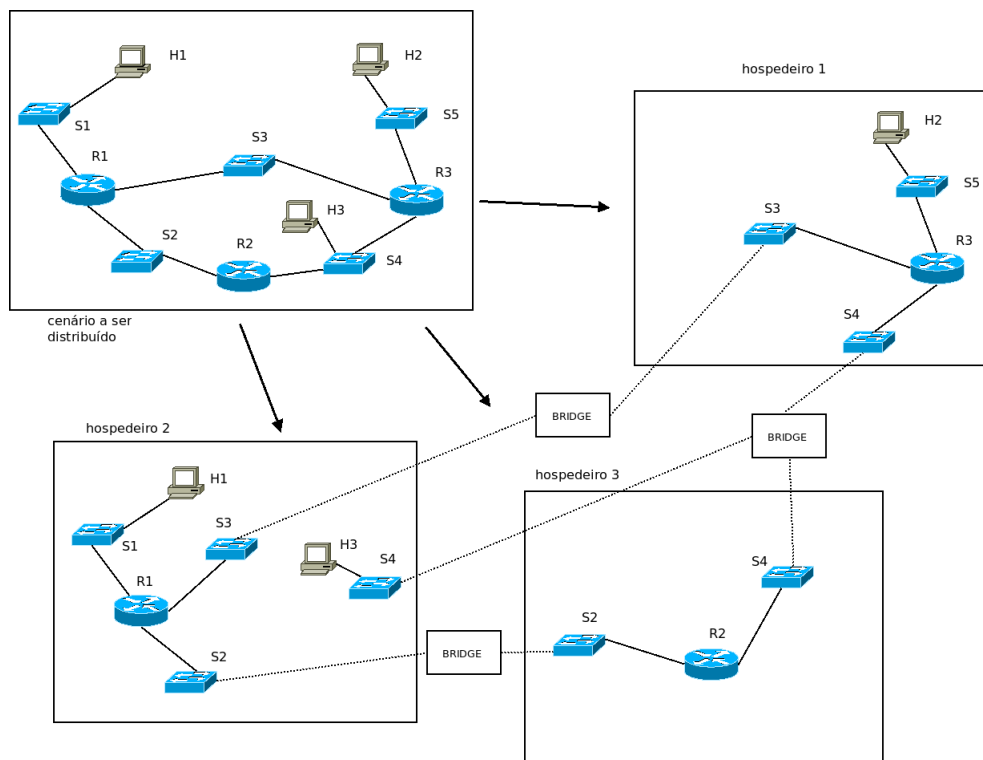 H1
H2
S1
S5
S3
R1
R3
H3
S2
R2
S4
cenário a ser
distribuído
hospedeiro 1
H2
S5
S3
R3
S4
BRIDGE
BRIDGE
hospedeiro 2
H1
S3
S1
H3
S4
R1
S2
BRIDGE
hospedeiro 3
S4
S2
R2